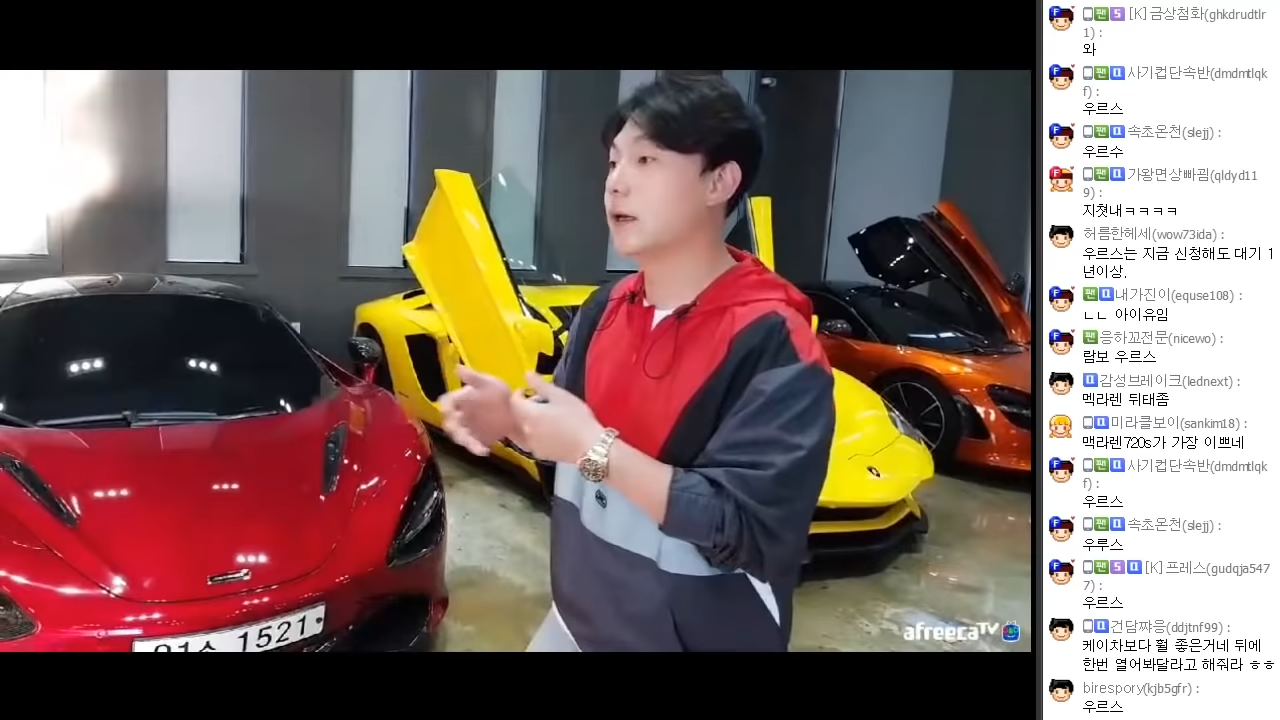 1521
afreecaTV
[K]금상첨화(ghkdrudtlr
1) :
와
사기컵단속반(dmdmtlqk
f) :
우르스
속초온천(slejj) :
우르수
가왕면상빠굄(qldyd11
9) :
지젓내ㅋㅋㅋㅋ
허름한헤세(wow73ida) :
우르스는 지금 신청해도 대기 1
년이상.
내가진이(equse108) :
ㄴㄴ 아이유임
응하꼬전문(nicewo) :
람보 우르스
감성브레이크(lednext) :
멕라렌 뒤태줌
미라클보이(sankim18) :
맥라렌720s가 가장 이쁘네
사기컵단속반(dmdmtlqk
f) :
우르스
속초온천(slejj) :
우루스
[K]프레스(gudqja547
7) :
우르스
건담쨔응(ddjtnf99) :
케이차보다 훨 좋은거네 뒤에
한번 열어봐달라고 해줘라 ㅎㅎ
birespory(kjb5gfr) :
우르스